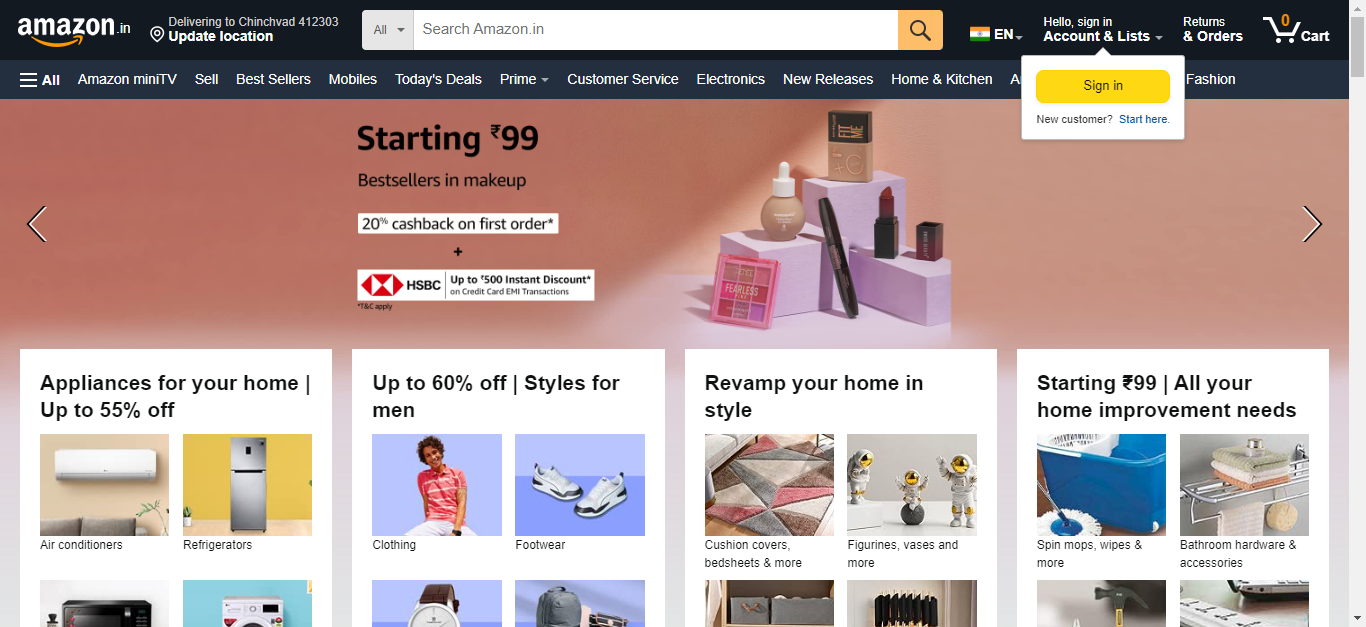 amazon.in
Delivering to Chinchvad 412303
Update location
All
Search Amazon.in
EN
Hello, sign in
Account & Lists
Returns
& Orders
0
Cart
All
Amazon miniTV
Sell
Best Sellers
Mobiles
Today's Deals
Prime
Customer Service
Electronics
New Releases
Home & Kitchen
Fashion
Sign in
New customer? Start here.
Starting ₹99
Bestsellers in makeup
20% cashback on first order*
+
HSBC
Up to ₹500 Instant Discount*
on Credit Card EMI Transactions
*T&C apply
FIT
ME
FEARLESS
Appliances for your home |
Up to 55% off
Air conditioners
Refrigerators
Up to 60% off | Styles for
men
Clothing
Footwear
Revamp your home in
style
Cushion covers,
bedsheets & more
Figurines, vases and
more
Starting ₹99 | All your
home improvement needs
Spin mops, wipes &
more
Bathroom hardware &
accessories